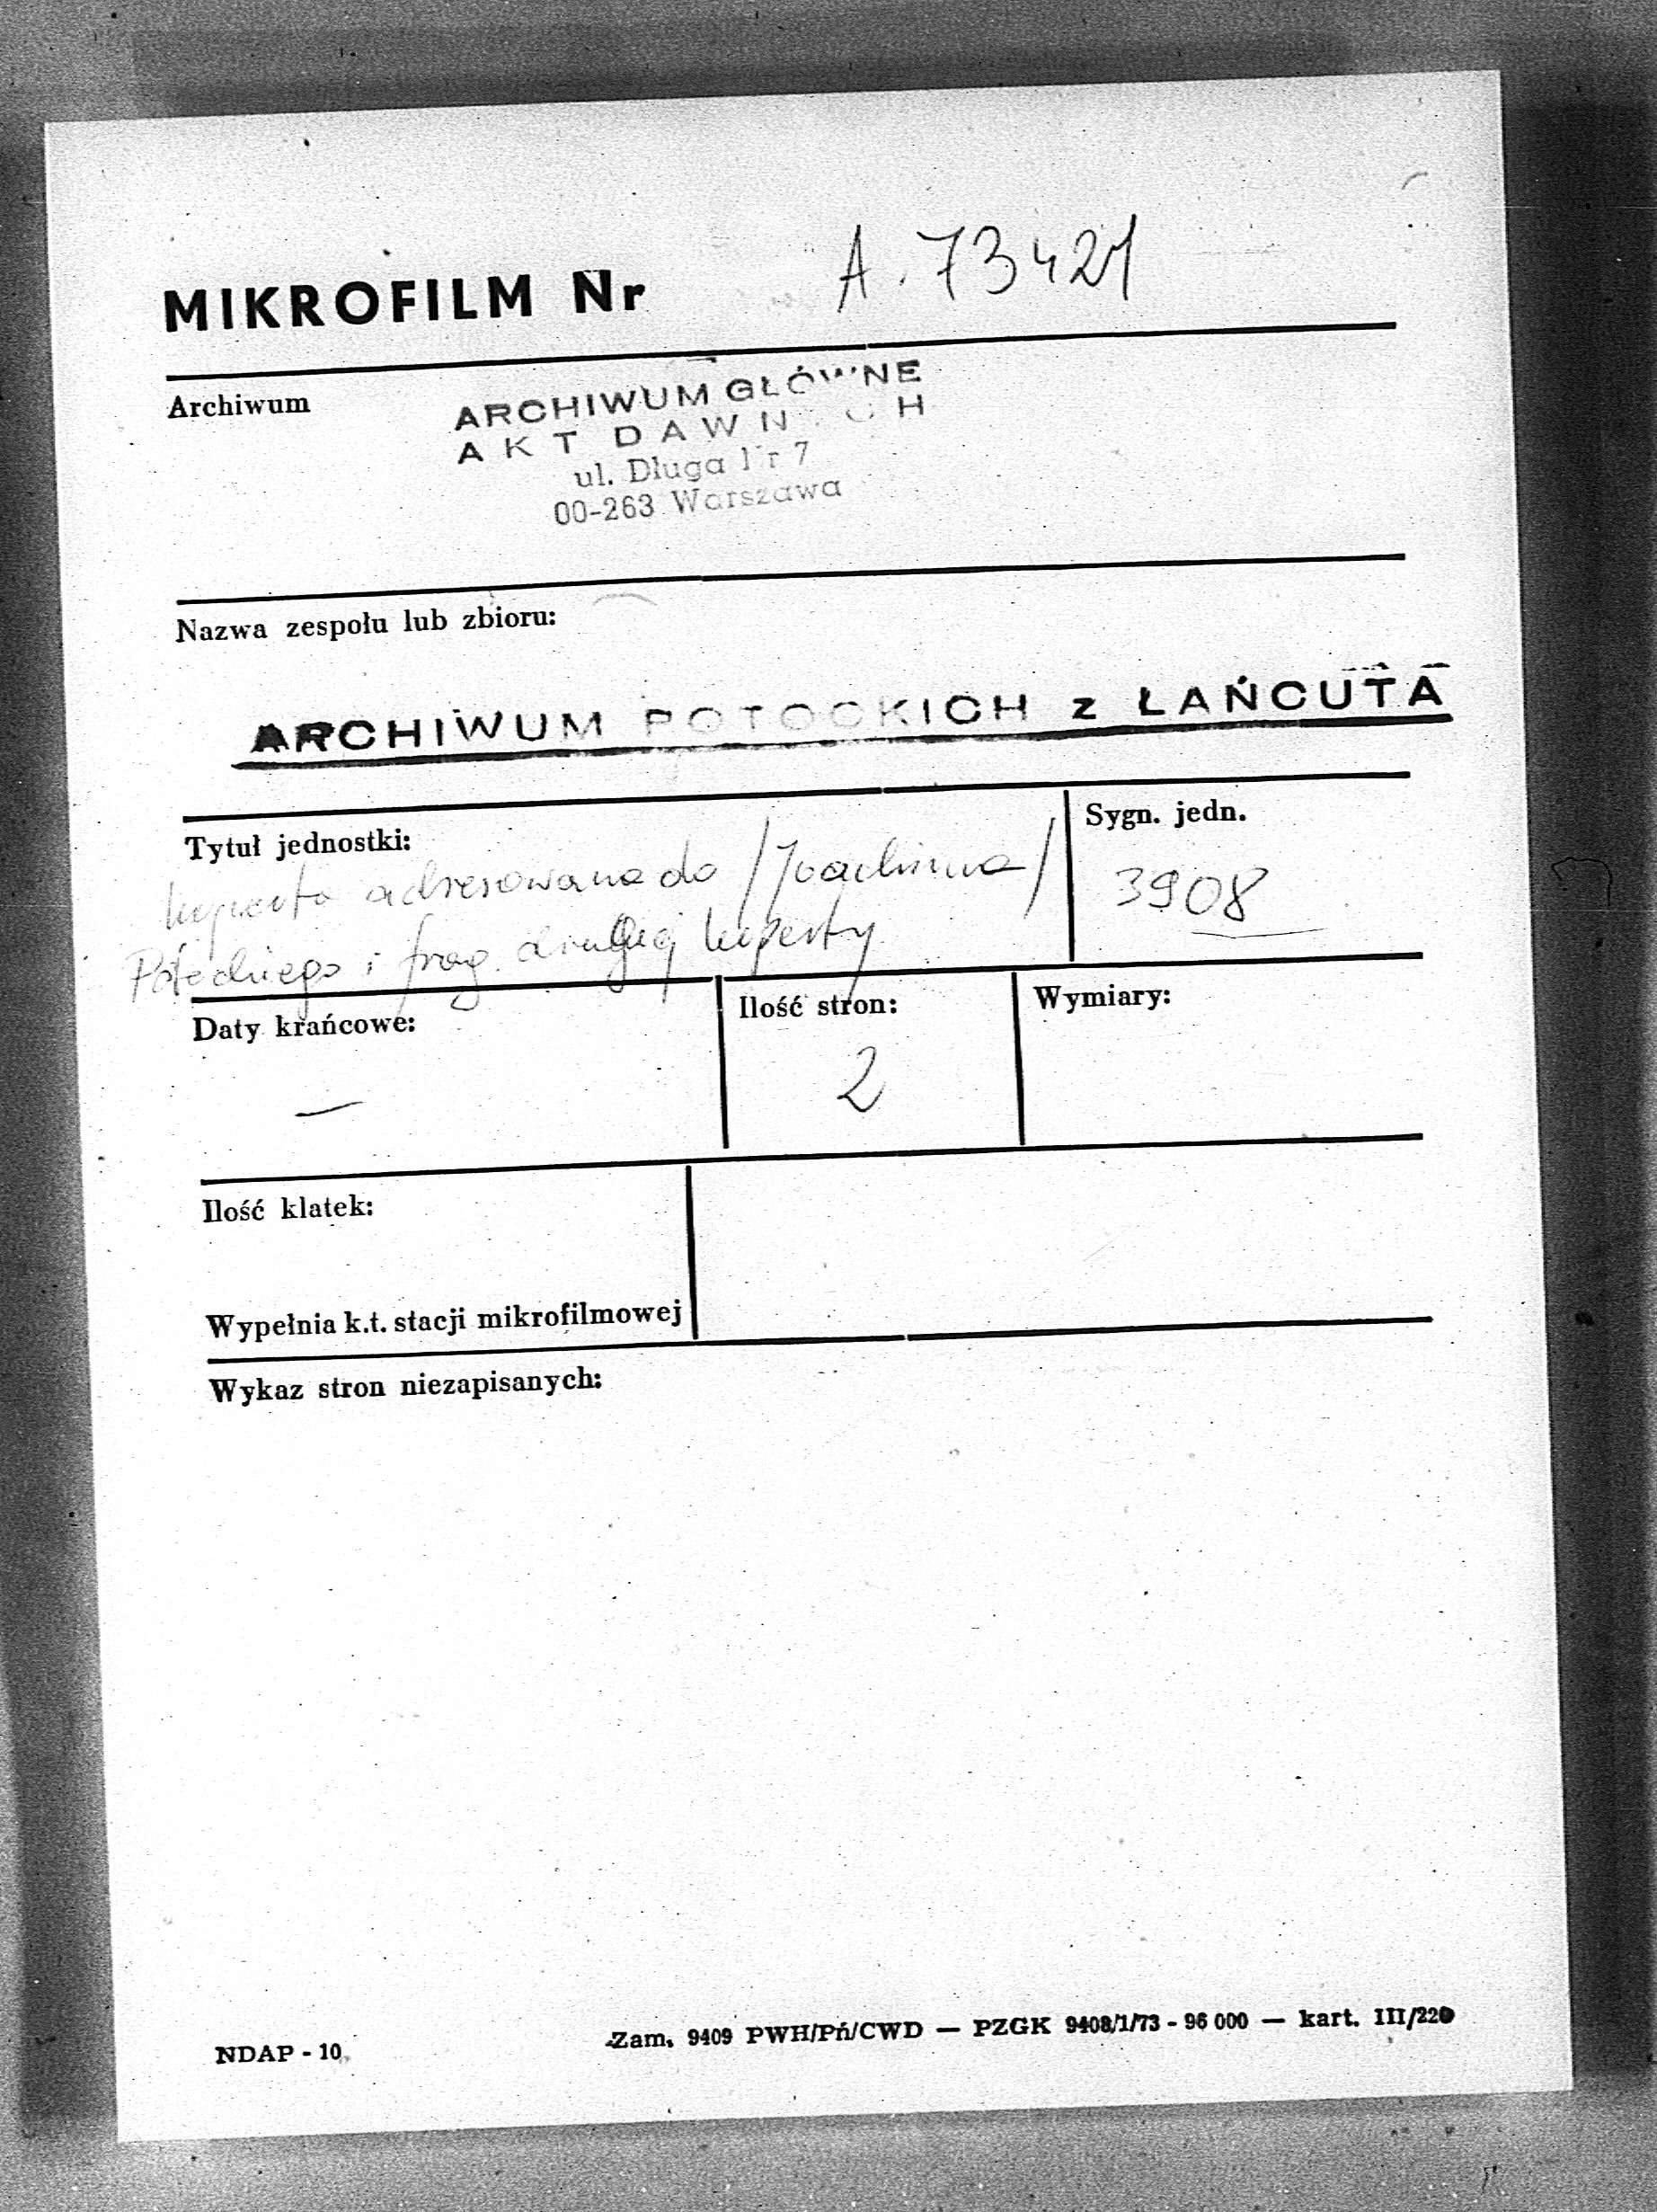 MIKROFILM Nr A. 73421
Archiwum
ARCHIWUM GŁÓWNE
AKT DAWNYCH
ul. Długa Nr 7
00-263 Warszawa
Nazwa zespołu lub zbioru:
ARCHIWUM POTOCKICH z ŁAŃCUTA
Tytuł jednostki:
Sygn. jedn.
koperta adresowana do /Joachima/
Potockiego i frag. drugiej koperty
3908
Daty krańcowe:
Ilość stron:
Wymiary:
—
2
Ilość klatek:
Wypełnia k.t. stacji mikrofilmowej
Wykaz stron niezapisanych:
NDAP - 10
Zam. 9409 PWH/Pń/CWD — PZGK 9408/1/73 - 96 000 — kart. III/220